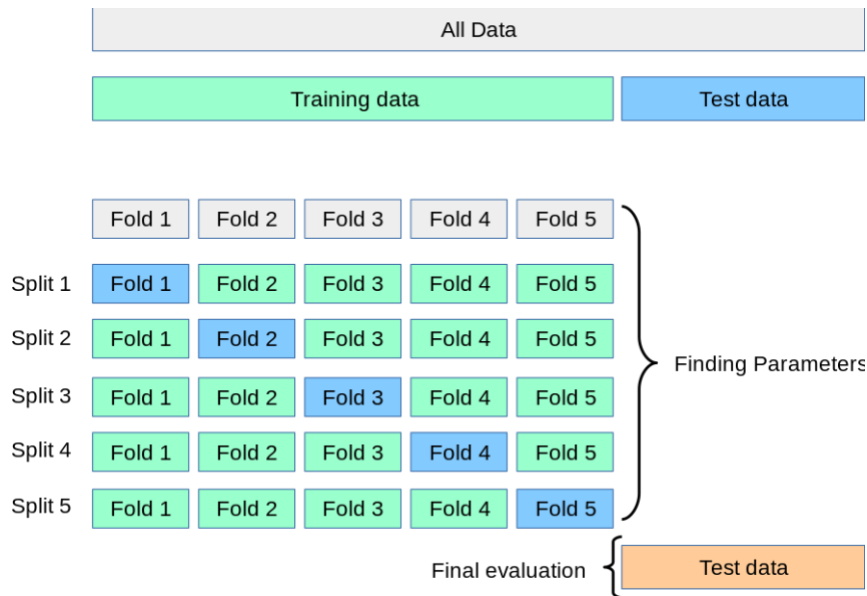 All Data
Training data Test data
Fold 1 Fold 2 Fold 3 Fold 4 Fold 5
Split 1 Fold 1 Fold 2 Fold 3 Fold 4 Fold 5
Split 2 Fold 1 Fold 2 Fold 3 Fold 4 Fold 5
Finding Parameters
Split 3 Fold 1 Fold 2 Fold 3 Fold 4 Fold 5
Split 4 Fold 1 Fold 2 Fold 3 Fold 4 Fold 5
Split 5 Fold 1 Fold 2 Fold 3 Fold 4 Fold 5
Final evaluation Test data